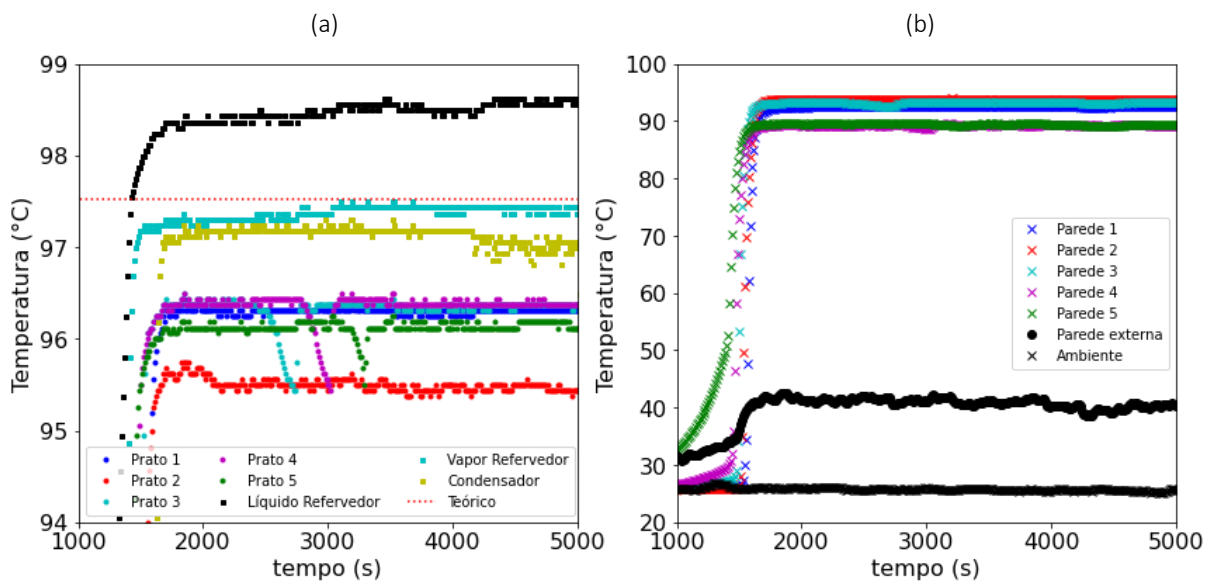 (a)
(b)
Temperatura (°C)
99
98
97
96
95
94
Prato 1
Prato 2
Prato 3
Prato 4
Prato 5
Líquido Refervedor
Vapor Refervedor
Condensador
Teórico
1000 2000 3000 4000 5000
tempo (s)
Temperatura (°C)
100
90
80
70
60
50
40
30
20
Parede 1
Parede 2
Parede 3
Parede 4
Parede 5
Parede externa
Ambiente
1000 2000 3000 4000 5000
tempo (s)